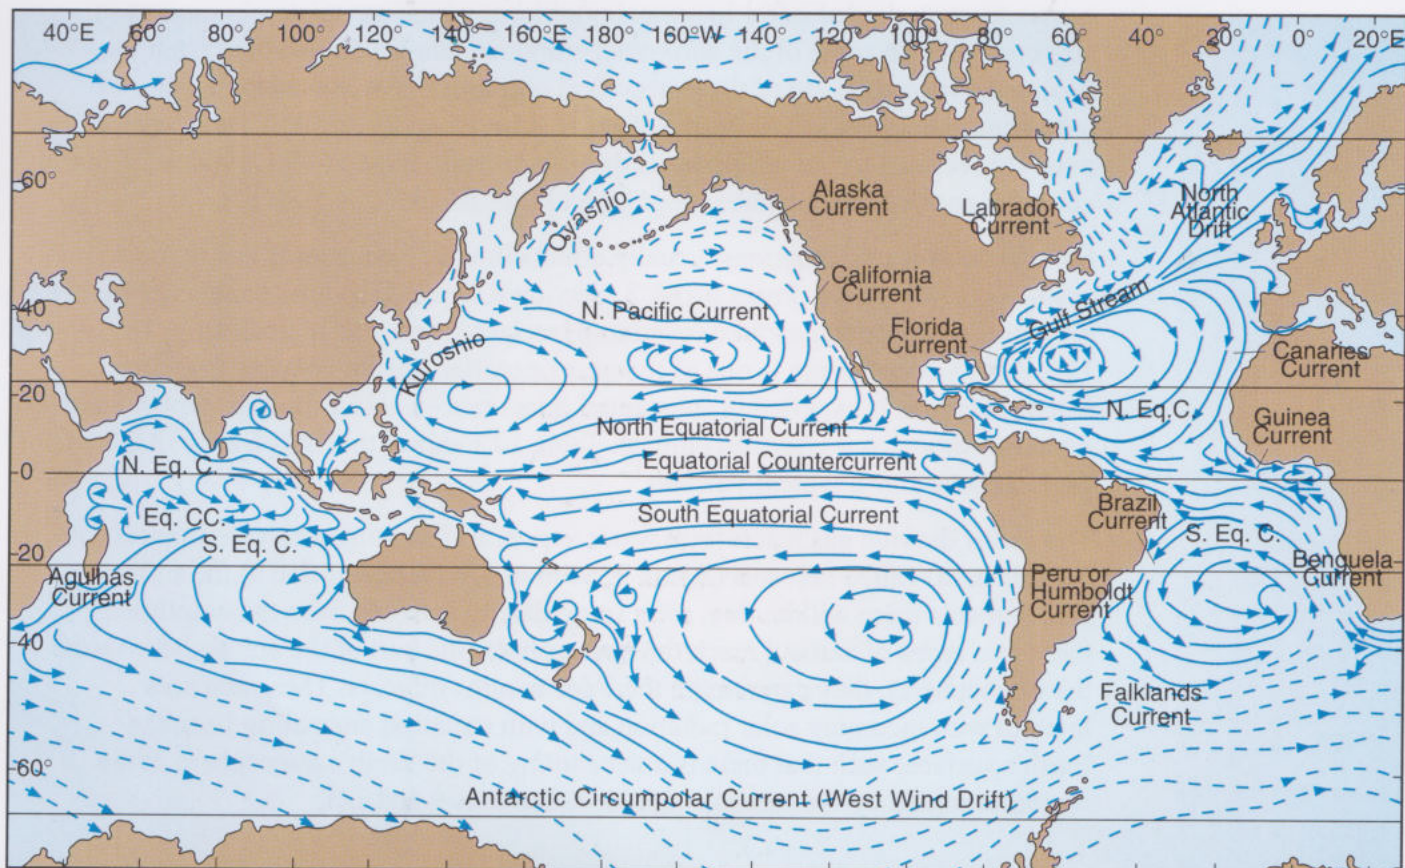 40°E 60° 80° 100° 120° 140° 160°E 180° 160°W 140° 120° 100° 80° 60° 40° 0° 20°E
60°
Alaska
Current
Oyashio
Labrador
Current
North
Atlantic
Drift
California
Current
40
N. Pacific Current
Gulf Stream
Florida
Current
Kuroshio
Canaries
Current
20
N. Eq.C.
North Equatorial Current
Guinea
Current
N. Eq. C.
Equatorial Countercurrent
0
Eq. CC.
South Equatorial Current
Brazil
Current
S. Eq. C.
S. Eq. C.
20
Benguela
Current
Agulhas
Current
Peru or
Humboldt
Current
40
Falklands
Current
60°
Antarctic Circumpolar Current (West Wind Drift)